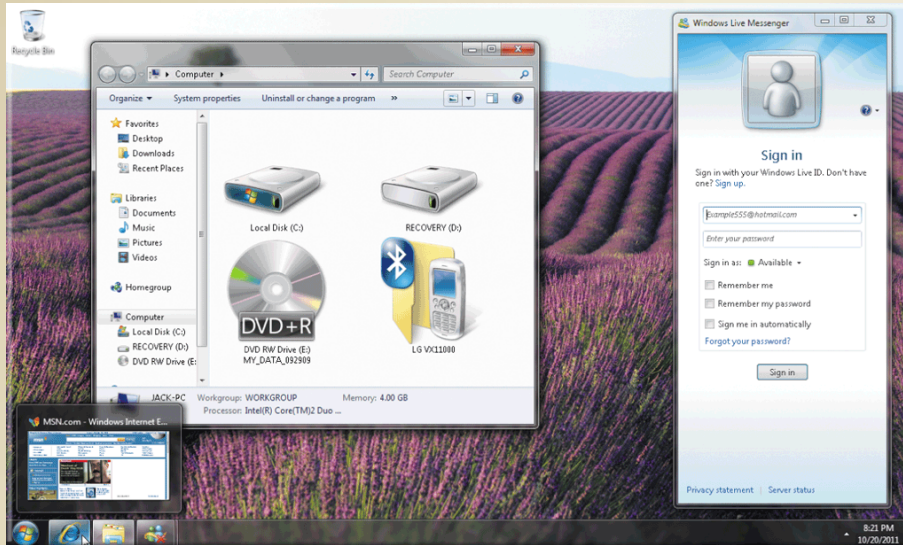 Recycle Bin
Computer
Search Computer
Organize
System properties
Uninstall or change a program
»
Favorites
Desktop
Downloads
Recent Places
Libraries
Documents
Music
Pictures
Videos
Homegroup
Computer
Local Disk (C:)
RECOVERY (D:)
DVD RW Drive (E:
Local Disk (C:)
RECOVERY (D:)
DVD+R
DVD RW Drive (E:)
MY_DATA_092909
LG VX11000
JACK-PC
Workgroup: WORKGROUP
Memory: 4.00 GB
Processor: Intel(R) Core(TM)2 Duo ...
Windows Live Messenger
Sign in
Sign in with your Windows Live ID. Don't have
one? Sign up.
Example555@hotmail.com
Enter your password
Sign in as: Available
Remember me
Remember my password
Sign me in automatically
Forgot your password?
Sign in
Privacy statement | Server status
MSN.com - Windows Internet E...
8:21 PM
10/20/2011